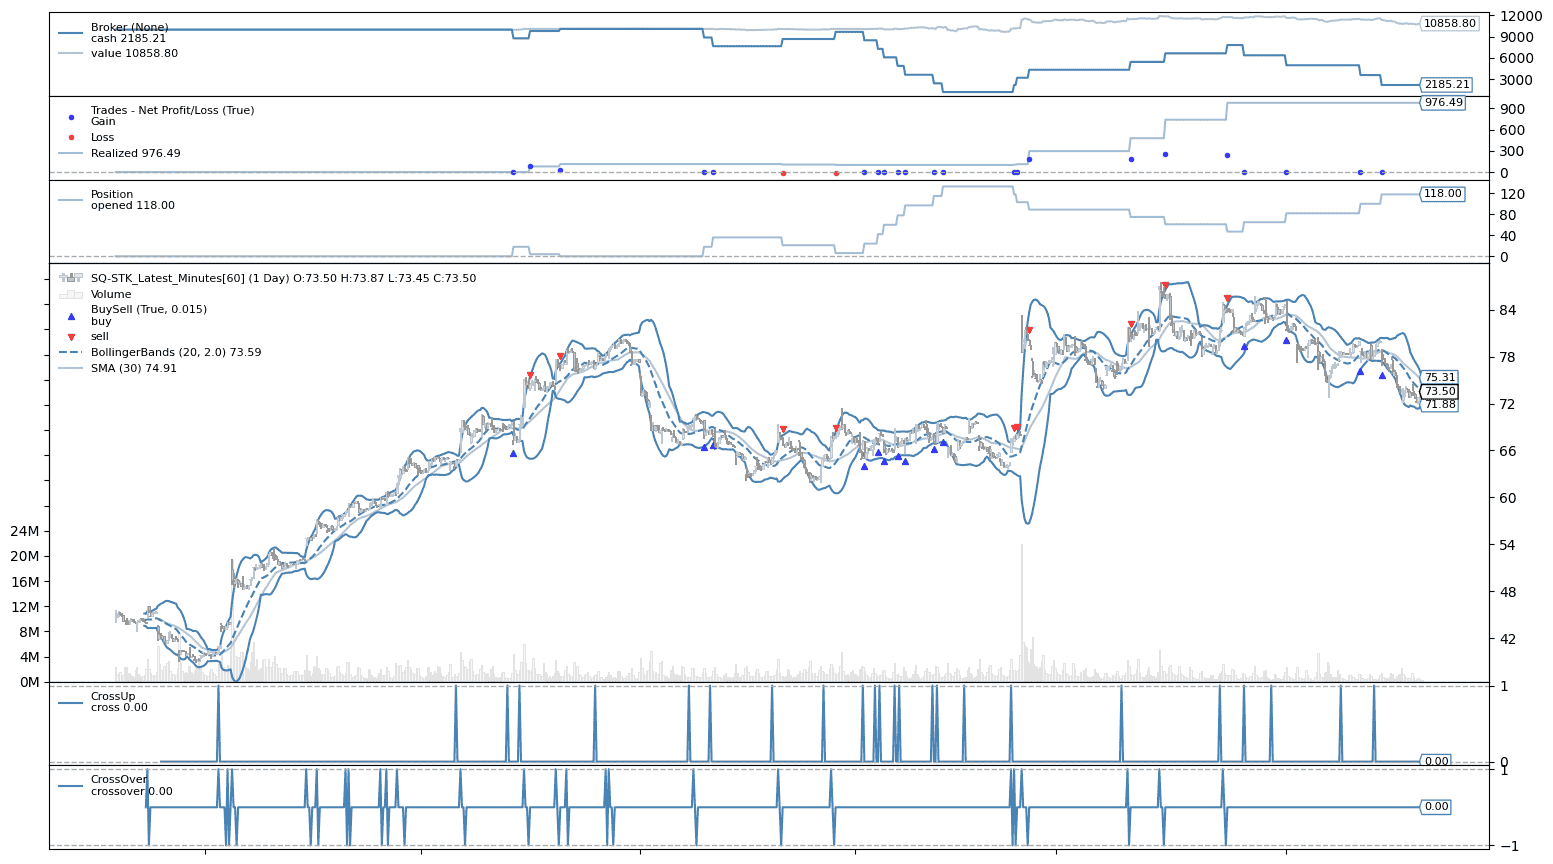 Broker (None)
cash 2185.21
value 10858.80
10858.80
2185.21
12000
9000
6000
3000
Trades - Net Profit/Loss (True)
Gain
Loss
Realized 976.49
976.49
900
600
300
0
Position
opened 118.00
118.00
120
80
40
0
SQ-STK_Latest_Minutes[60] (1 Day) O:73.50 H:73.87 L:73.45 C:73.50
Volume
BuySell (True, 0.015)
buy
sell
BollingerBands (20, 2.0) 73.59
SMA (30) 74.91
84
78
72
66
60
54
48
42
75.31
73.50
71.88
24M
20M
16M
12M
8M
4M
0M
CrossUp
cross 0.00
1
0
0.00
CrossOver
crossover 0.00
1
0.00
−1